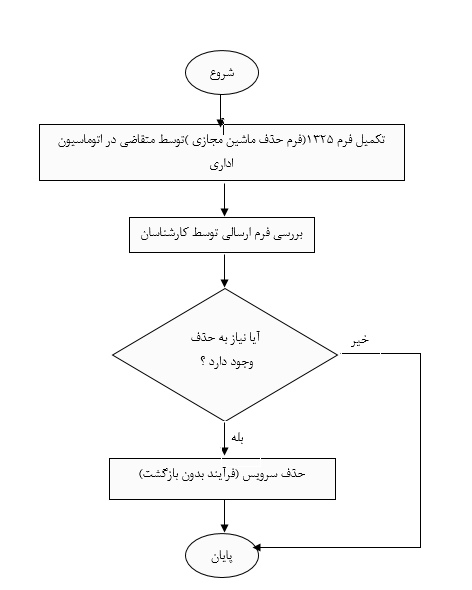 شروع
تکمیل فرم ۱۳۲۵(فرم حذف ماشین مجازی )توسط متقاضی در اتوماسیون
اداری
بررسی فرم ارسالی توسط کارشناسان
آیا نیاز به حذف
وجود دارد ؟
خیر
بله
حذف سرویس (فرآیند بدون بازگشت)
پایان